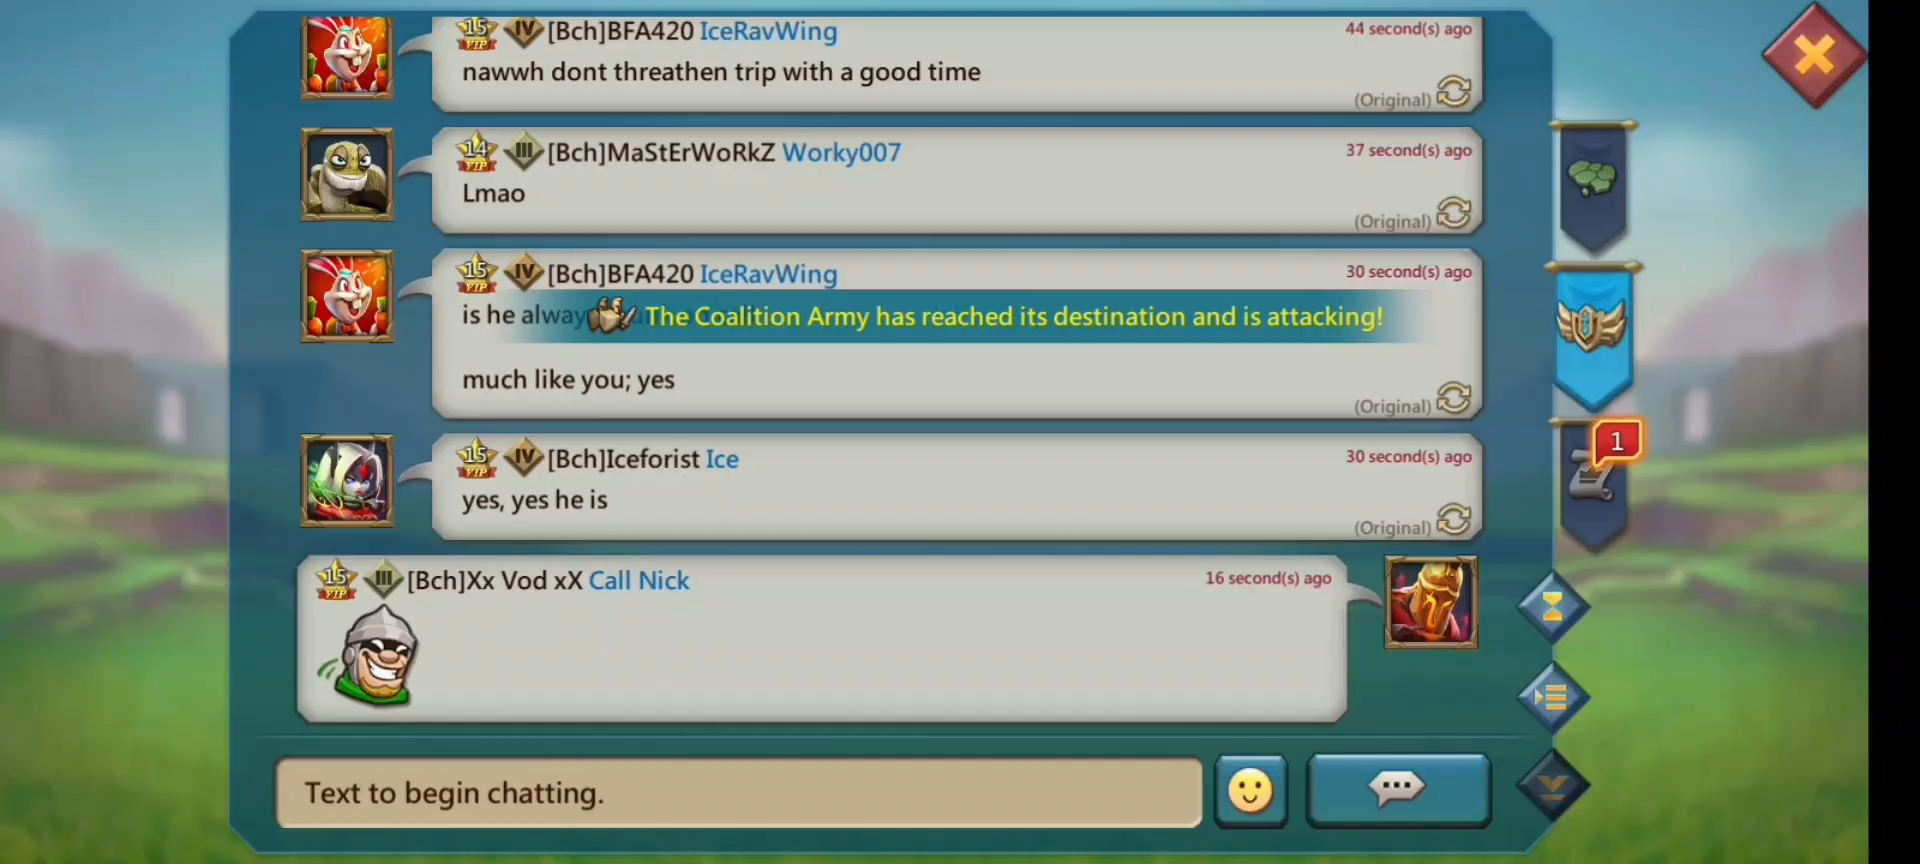 15 VIP IV [Bch]BFA420 IceRavWing 44 second(s) ago
nawwh dont threathen trip with a good time
(Original)
14 VIP III [Bch]MaStErWoRkZ Worky007 37 second(s) ago
Lmao
(Original)
15 VIP IV [Bch]BFA420 IceRavWing 30 second(s) ago
is he
The Coalition Army has reached its destination and is attacking!
much like you; yes
(Original)
15 VIP IV [Bch]Iceforist Ice 30 second(s) ago
yes, yes he is
(Original)
1
15 VIP III [Bch]Xx Vod xX Call Nick 16 second(s) ago
Text to begin chatting.